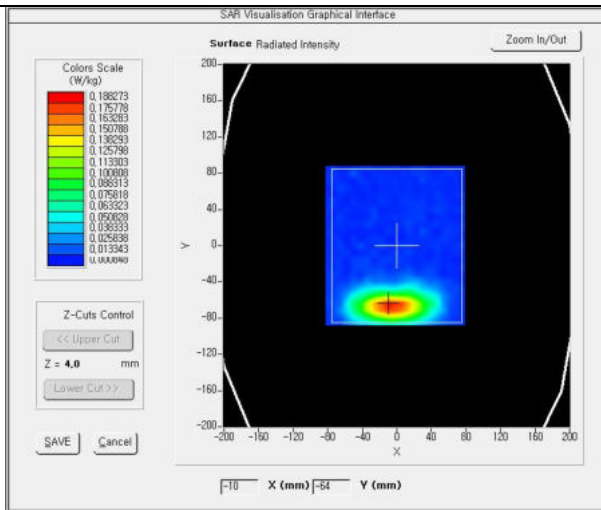 SAR Visualisation Graphical Interface
Surface Radiated Intensity
Zoom In/Out
Colors Scale
(W/kg)
0,188273
0,175778
0,163283
0,150788
0,138293
0,125798
0,113303
0,100808
0,088313
0,075818
0,063323
0,050828
0,038333
0,025838
0,013343
0,000848
Z-Cuts Control
<< Upper Cut
Z = 4,0 mm
Lower Cut >>
SAVE Cancel
200
160
120
80
40
0
-40
-80
-120
-160
-200
Y
-200 -160 -120 -80 -40 0 40 80 120 160 200
X
-10 X (mm) -64 Y (mm)